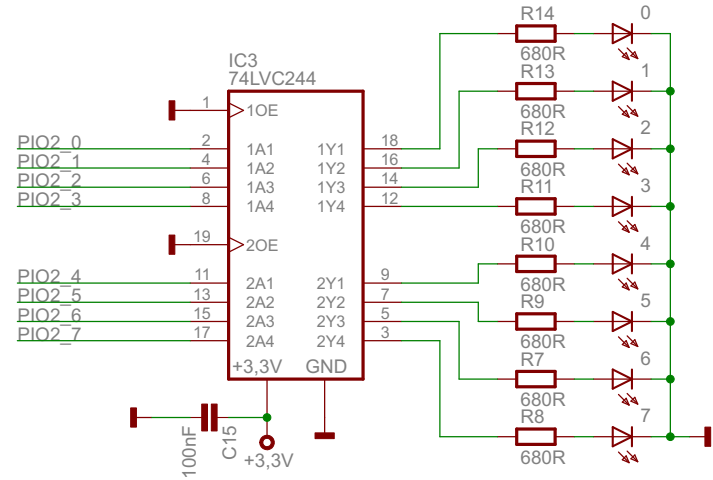 R14
0
680R
R13
1
680R
R12
2
680R
R11
3
680R
R10
4
680R
R9
5
680R
R7
6
680R
R8
7
680R
IC3
74LVC244
1
1OE
PIO2_0
2
1A1
1Y1
18
PIO2_1
4
1A2
1Y2
16
PIO2_2
6
1A3
1Y3
14
PIO2_3
8
1A4
1Y4
12
19
2OE
PIO2_4
11
2A1
2Y1
9
PIO2_5
13
2A2
2Y2
7
PIO2_6
15
2A3
2Y3
5
PIO2_7
17
2A4
2Y4
3
+3,3V
GND
100nF
C15
+3,3V